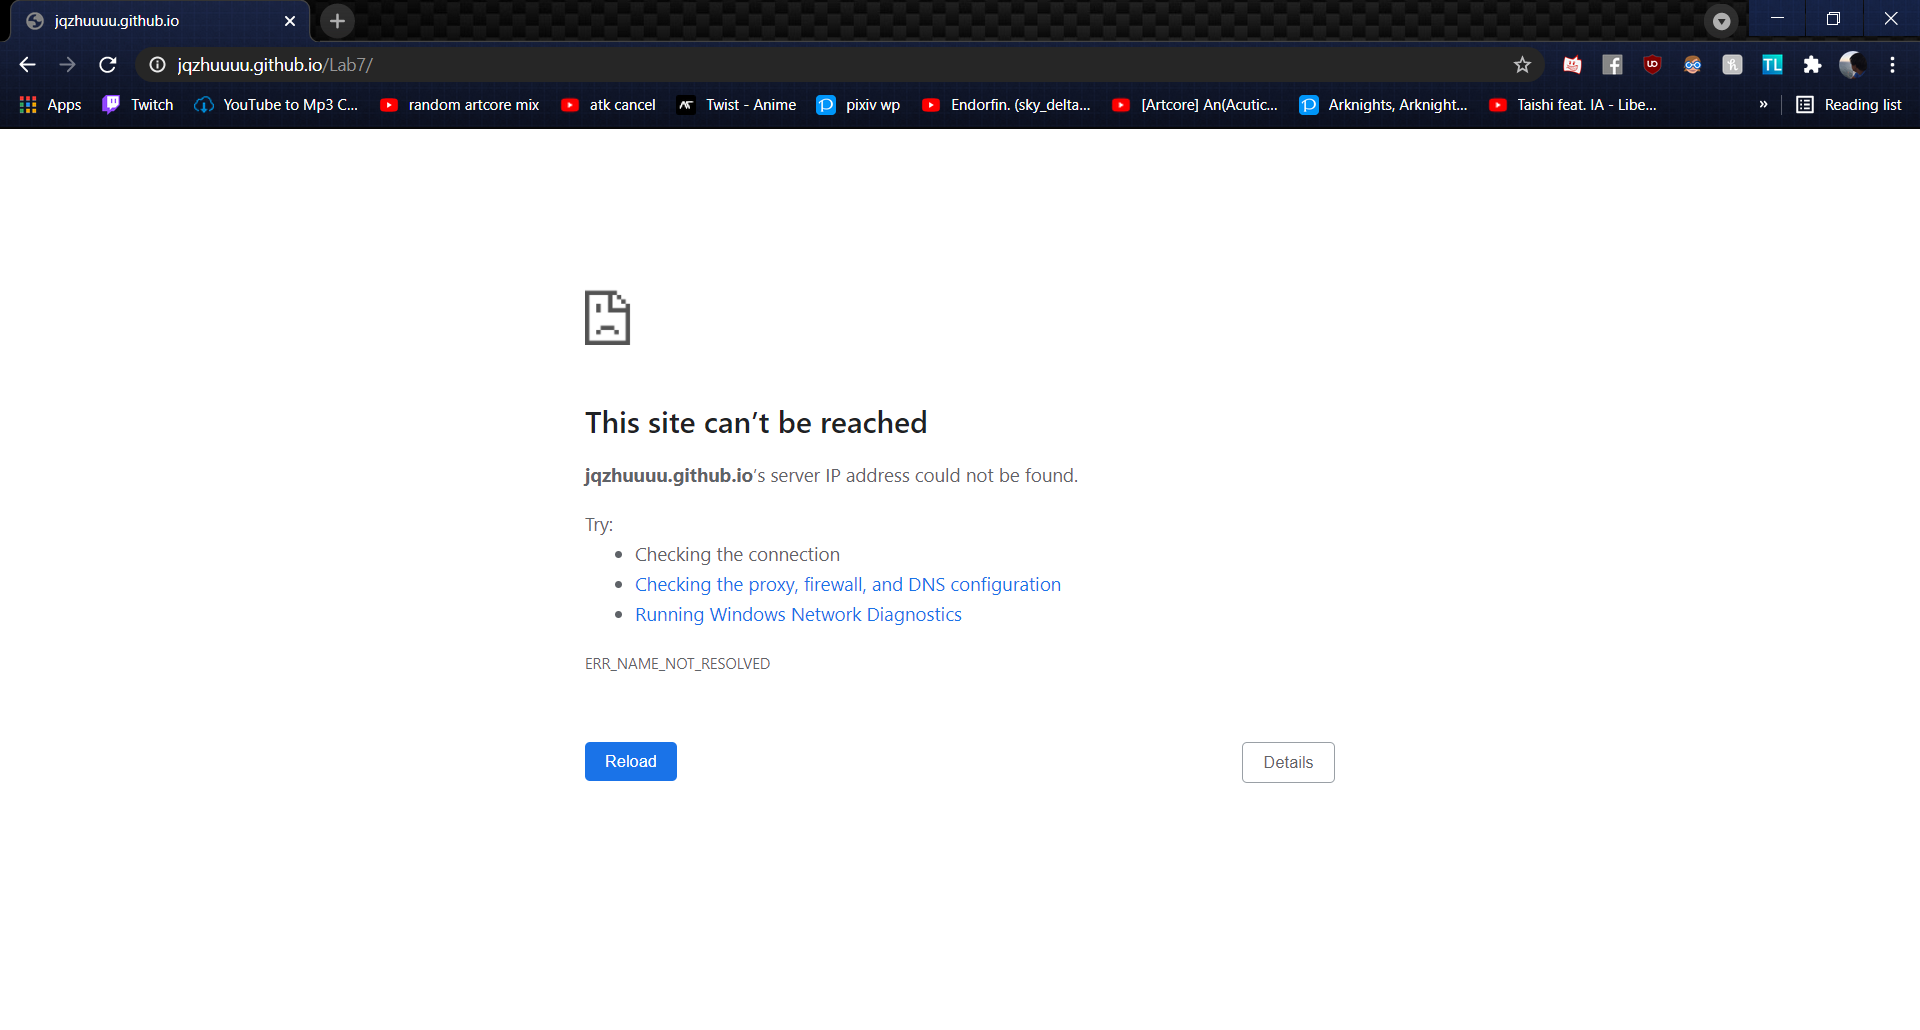 jqzhuuuu.github.io
jqzhuuuu.github.io/Lab7/
Apps Twitch YouTube to Mp3 C... random artcore mix atk cancel Twist - Anime pixiv wp Endorfin. (sky_delta... [Artcore] An(Acutic... Arknights, Arknight... Taishi feat. IA - Libe... » Reading list
This site can’t be reached
jqzhuuuu.github.io’s server IP address could not be found.
Try:
• Checking the connection
• Checking the proxy, firewall, and DNS configuration
• Running Windows Network Diagnostics
ERR_NAME_NOT_RESOLVED
Reload Details